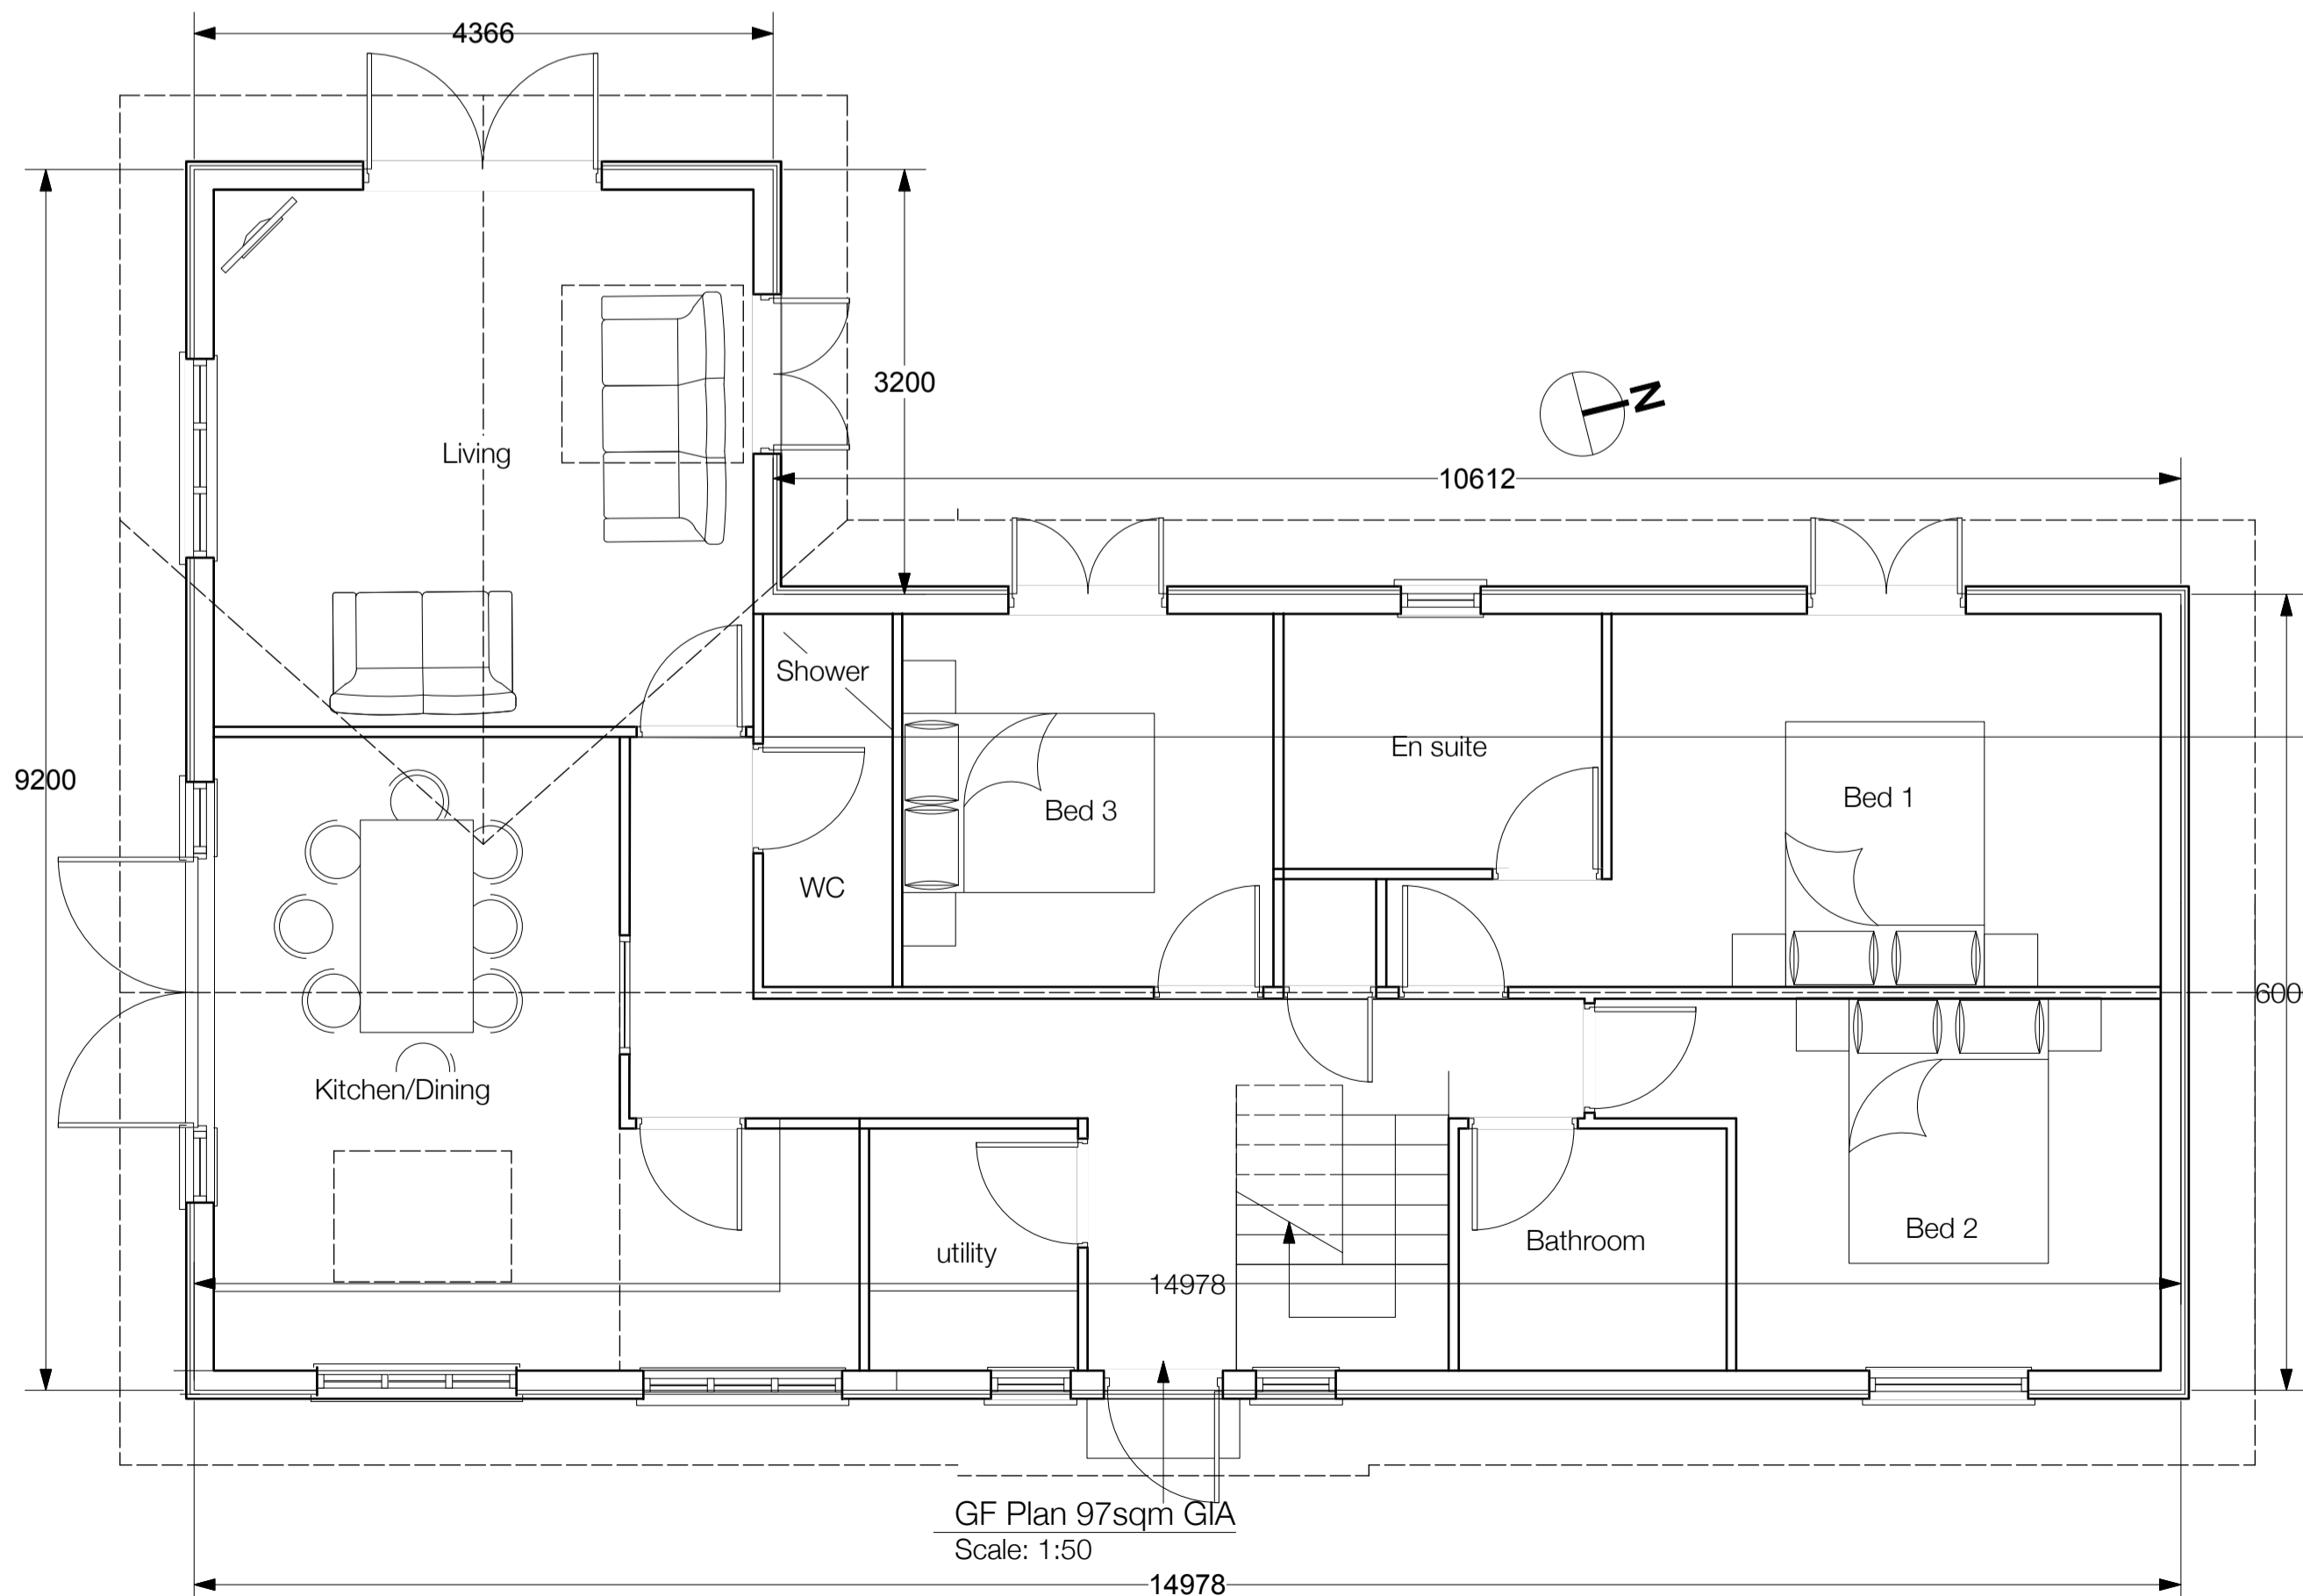 4366
3200
N
10612
Living
Shower
En suite
9200
Bed 1
Bed 3
WC
600
Kitchen/Dining
Bed 2
Bathroom
utility
14978
GF Plan 97sqm GIA
Scale: 1:50
14978